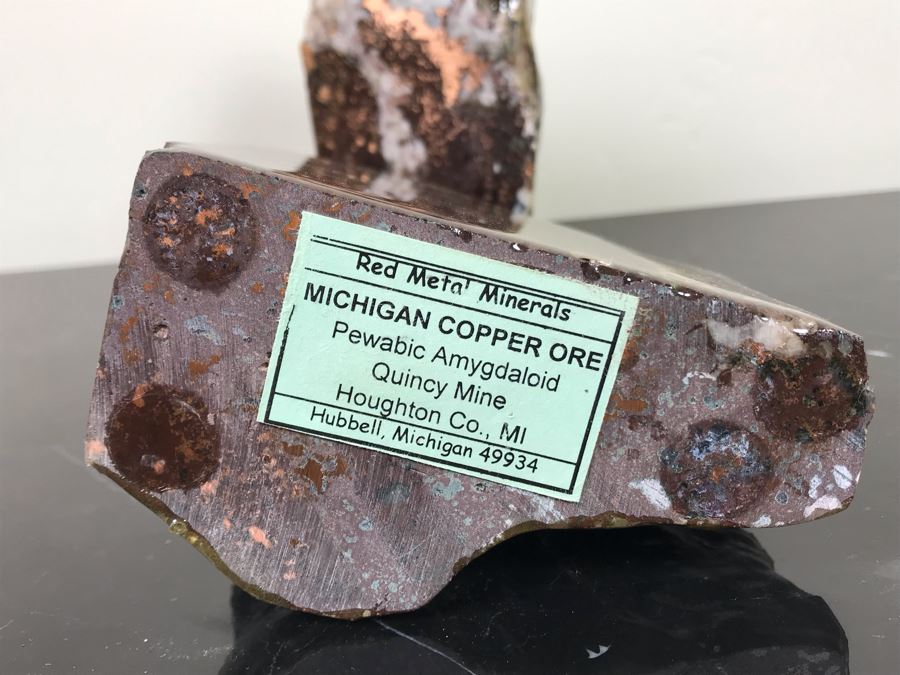 Red Metal Minerals
MICHIGAN COPPER ORE
Pewabic Amygdaloid
Quincy Mine
Houghton Co., MI
Hubbell, Michigan 49934